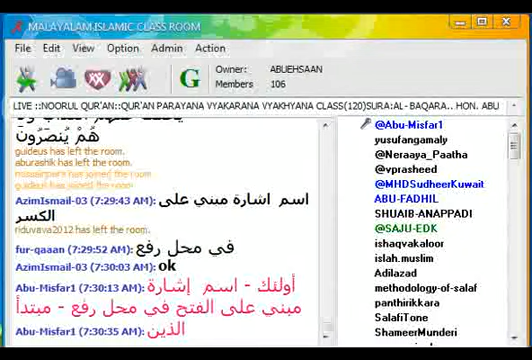 MALAYALAM ISLAMIC CLASS ROOM
File Edit View Option Admin Action
G
Owner: ABUEHSAAN
Members 106
LIVE ::NOORUL QUR'AN::QUR'AN PARAYANA VYAKARANA VYAKHYANA CLASS(120)SURA:AL- BAQARA.. HON. ABU
هُمْ يُنصَرُونَ
guideus has left the room.
aburashik has left the room.
has joined the room.
guideus has joined the room.
AzimIsmail-03 (7:29:43 AM): اسم اشارة مبني على
الكسر
riduvava2012 has left the room.
fur-qaaan (7:29:52 AM): في محل رفع
AzimIsmail-03 (7:30:03 AM): ok
Abu-Misfar1 (7:30:13 AM): أولئك - اسم إشارة
مبني على الفتح في محل رفع - مبتدأ
Abu-Misfar1 (7:30:35 AM): الذين
@Abu-Misfar1
yusufangamaly
@Neraaya_Paatha
@vprasheed
@MHDSudheerKuwait
ABU-FADHIL
SHUAIB-ANAPPADI
@SAJU-EDK
ishaqvakaloor
islah.muslim
Adilazad
methodology-of-salaf
panthirikkara
SalafiTone
ShameerMunderi